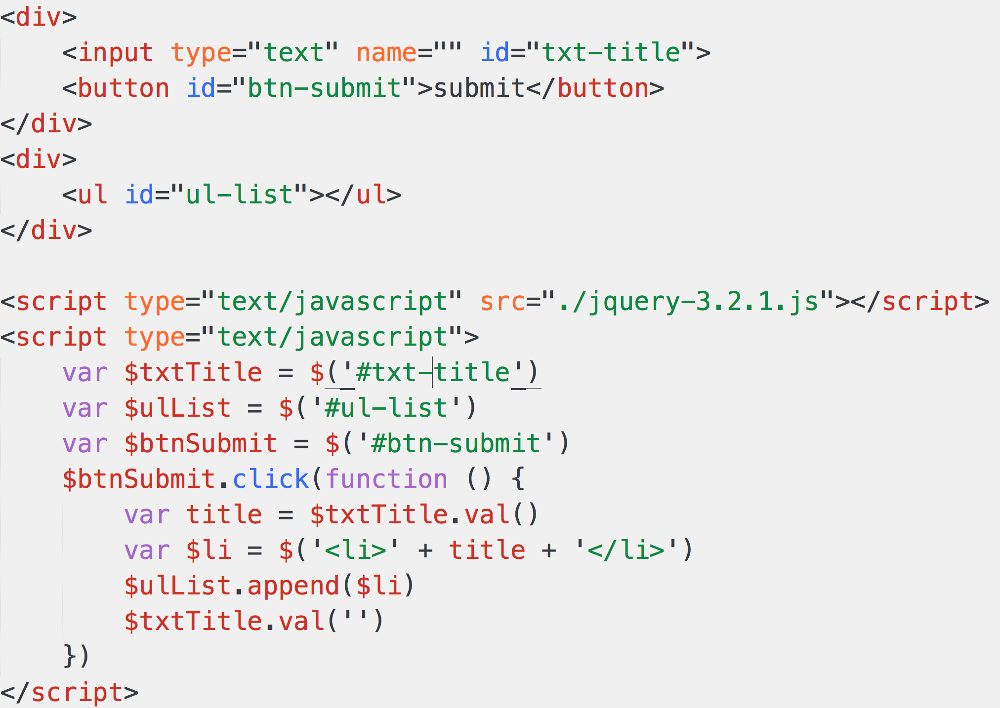 <div>
    <input type="text" name="" id="txt-title">
    <button id="btn-submit">submit</button>
</div>
<div>
    <ul id="ul-list"></ul>
</div>

<script type="text/javascript" src="./jquery-3.2.1.js"></script>
<script type="text/javascript">
    var $txtTitle = $('#txt-title')
    var $ulList = $('#ul-list')
    var $btnSubmit = $('#btn-submit')
    $btnSubmit.click(function () {
        var title = $txtTitle.val()
        var $li = $('<li>' + title + '</li>')
        $ulList.append($li)
        $txtTitle.val('')
    })
</script>